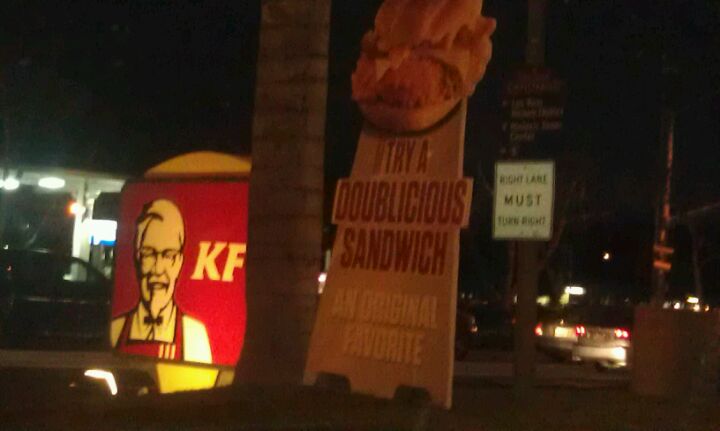 KF
TRY A
DOUBLICIOUS
SANDWICH
AN ORIGINAL
FAVORITE
RIGHT LANE
MUST
TURN RIGHT